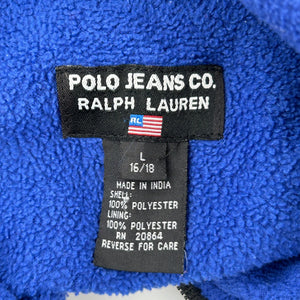 POLO JEANS CO.
RALPH LAUREN
RL
L
16/18
MADE IN INDIA
SHELL:
100% POLYESTER
LINING:
100% POLYESTER
RN 20864
REVERSE FOR CARE